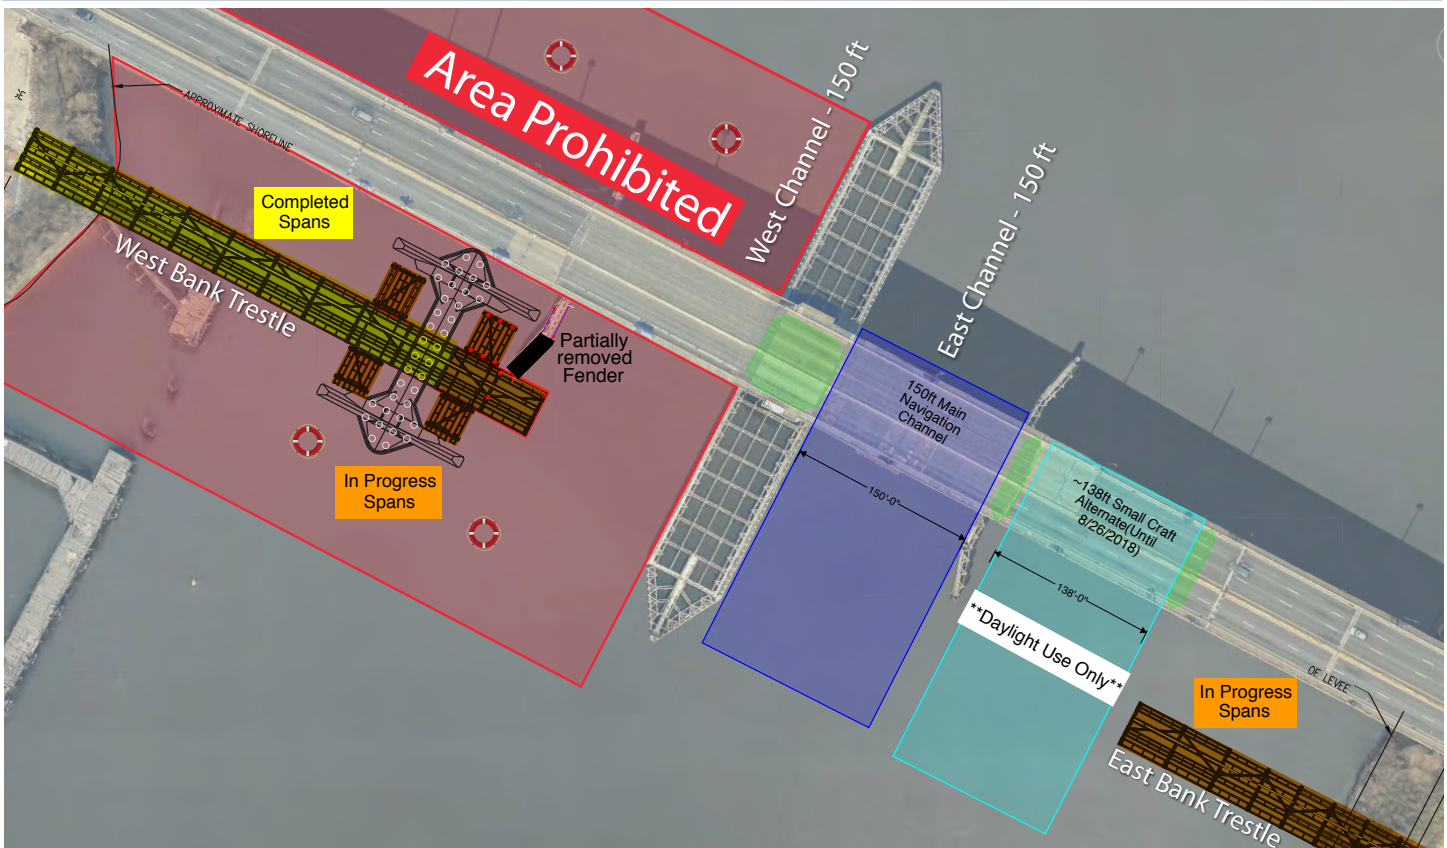 Area Prohibited
West Channel - 150 ft
East Channel - 150 ft
APPROXIMATE SHORELINE
Completed
Spans
West Bank Trestle
Partially
removed
Fender
In Progress
Spans
150ft Main
Navigation
Channel
150'-0"
~138ft Small Craft
Alternate(Until
8/26/2018)
138'-0"
**Daylight Use Only**
OF LEVEE
In Progress
Spans
East Bank Trestle